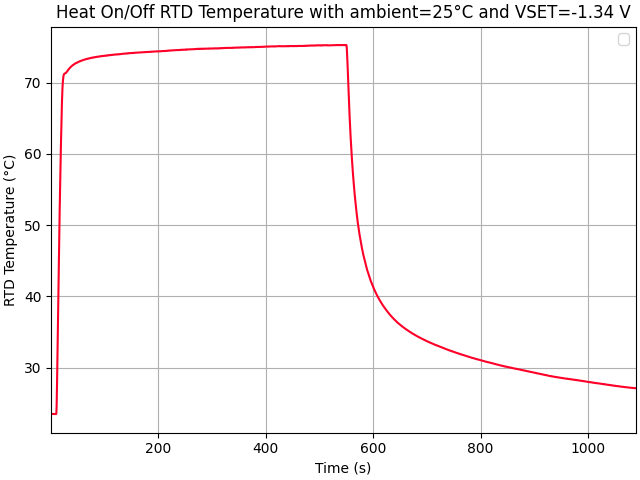 Heat On/Off RTD Temperature with ambient=25°C and VSET=-1.34 V
70
60
50
40
30
RTD Temperature (°C)
200 400 600 800 1000
Time (s)